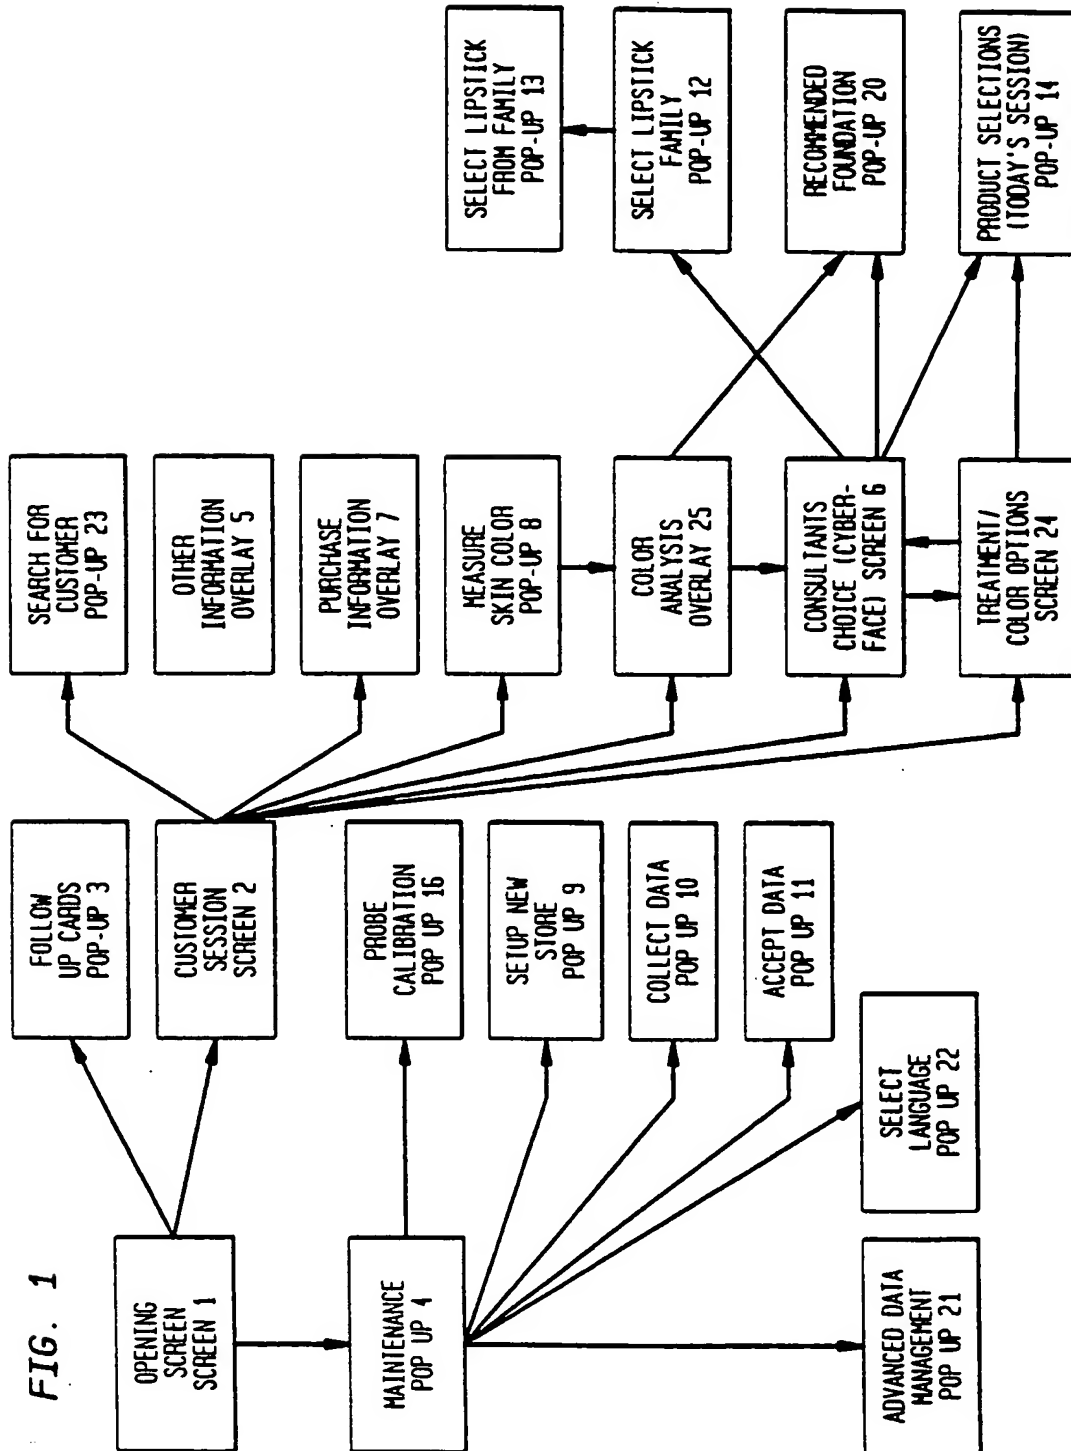 FIG. 1
OPENING
SCREEN
SCREEN 1
MAINTIENANCE
POP UP 4
ADVANCED DATA
MANAGEMENT
POP UP 21
FOLLOW
UP CARDS
POP-UP 3
CUSTOMER
SESSION
SCREEN 2
PROBE
CALIBRATION
POP UP 16
SETUP NEW
STORE
POP UP 9
COLLECT DATA
POP UP 10
ACCEPT DATA
POP UP 11
SELECT
LANGUAGE
POP UP 22
SEARCH FOR
CUSTOMER
POP-UP 23
OTHER
INFORMATION
OVERLAY 5
PURCHASE
INFORMATION
OVERLAY 7
MEASURE
SKIN COLOR
POP-UP 8
COLOR
ANALYSIS
OVERLAY 25
CONSULTANTS
CHOICE (CYBER-
FACE) SCREEN 6
TREATMENT/
COLOR OPTIONS
SCREEN 24
SELECT LIPSTICK
FROM FAMILY
POP-UP 13
SELECT LIPSTICK
FAMILY
POP-UP 12
RECOMMENDED
FOUNDATION
POP-UP 20
PRODUCT SELECTIONS
(TODAY'S SESSION)
POP-UP 14